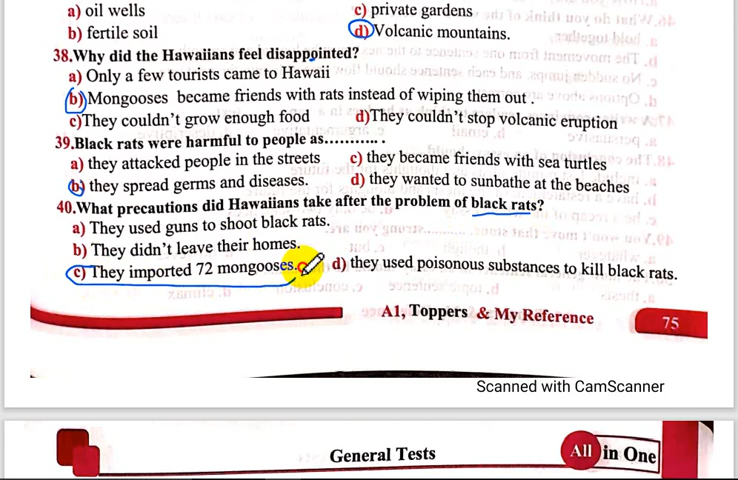 a) oil wells c) private gardens
b) fertile soil d)Volcanic mountains.
38.Why did the Hawaiians feel disappointed?
a) Only a few tourists came to Hawaii
b)Mongooses became friends with rats instead of wiping them out .
c)They couldn't grow enough food d)They couldn't stop volcanic eruption
39.Black rats were harmful to people as………. .
a) they attacked people in the streets c) they became friends with sea turtles
b) they spread germs and diseases. d) they wanted to sunbathe at the beaches
40.What precautions did Hawaiians take after the problem of black rats?
a) They used guns to shoot black rats.
b) They didn't leave their homes.
c) They imported 72 mongooses. d) they used poisonous substances to kill black rats.
A1, Toppers & My Reference 75
Scanned with CamScanner
General Tests All in One